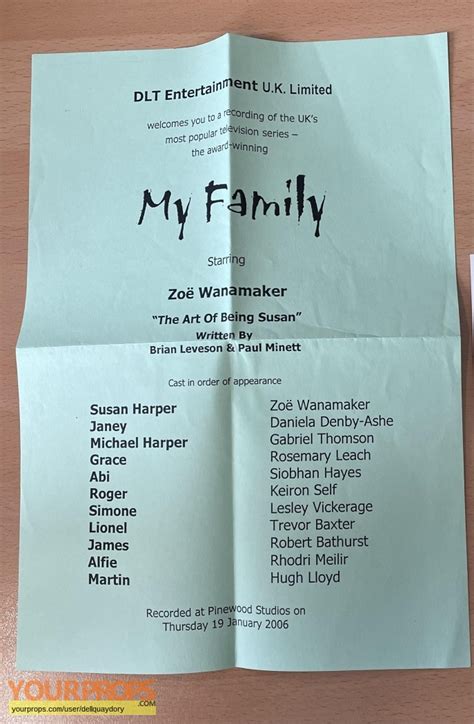 DLT Entertainment U.K. Limited
welcomes you to a recording of the UK's
most popular television series –
the award-winning
My Family
Starring
Zoë Wanamaker
"The Art Of Being Susan"
Written By
Brian Leveson & Paul Minett
Cast in order of appearance
Susan Harper Zoë Wanamaker
Janey Daniela Denby-Ashe
Michael Harper Gabriel Thomson
Grace Rosemary Leach
Abi Siobhan Hayes
Roger Keiron Self
Simone Lesley Vickerage
Lionel Trevor Baxter
James Robert Bathurst
Alfie Rhodri Meilir
Martin Hugh Lloyd
Recorded at Pinewood Studios on
Thursday 19 January 2006
YOURPROPS.COM
yourprops.com/user/dellquaydory